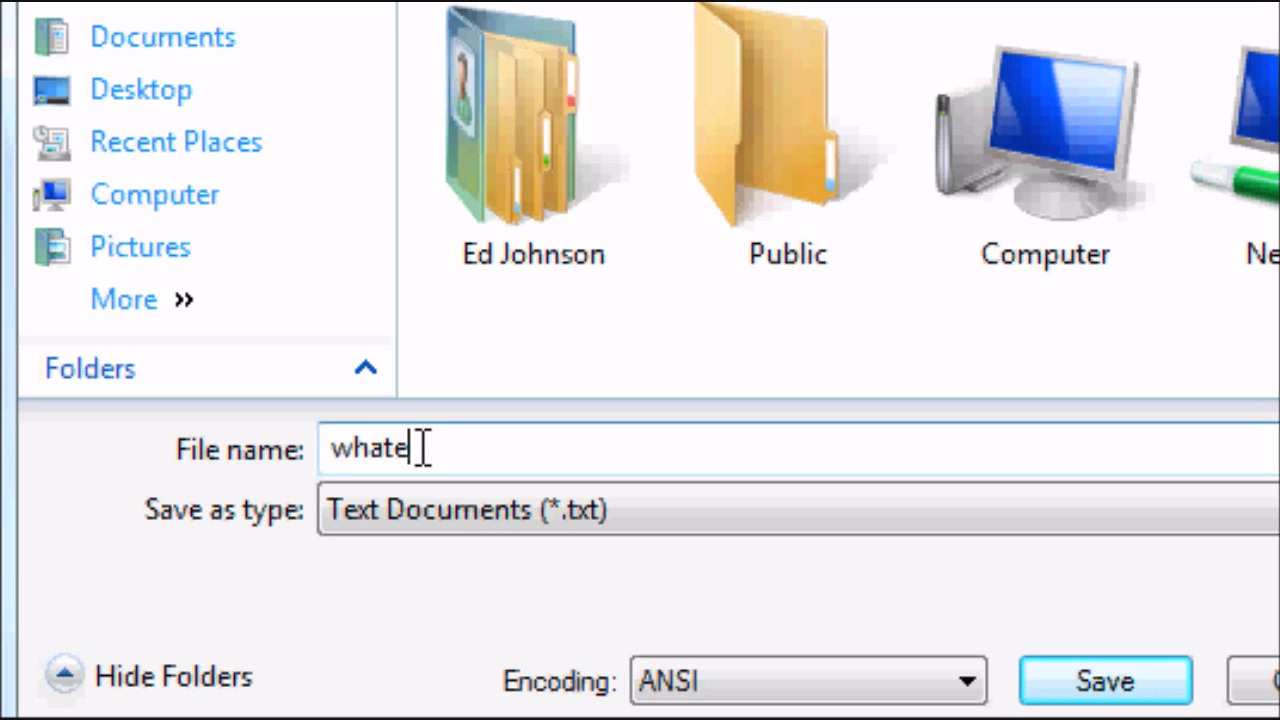 Documents
Desktop
Recent Places
Computer
Pictures
More »
Folders
Ed Johnson
Public
Computer
Ne
File name: whate
Save as type: Text Documents (*.txt)
Hide Folders
Encoding: ANSI
Save